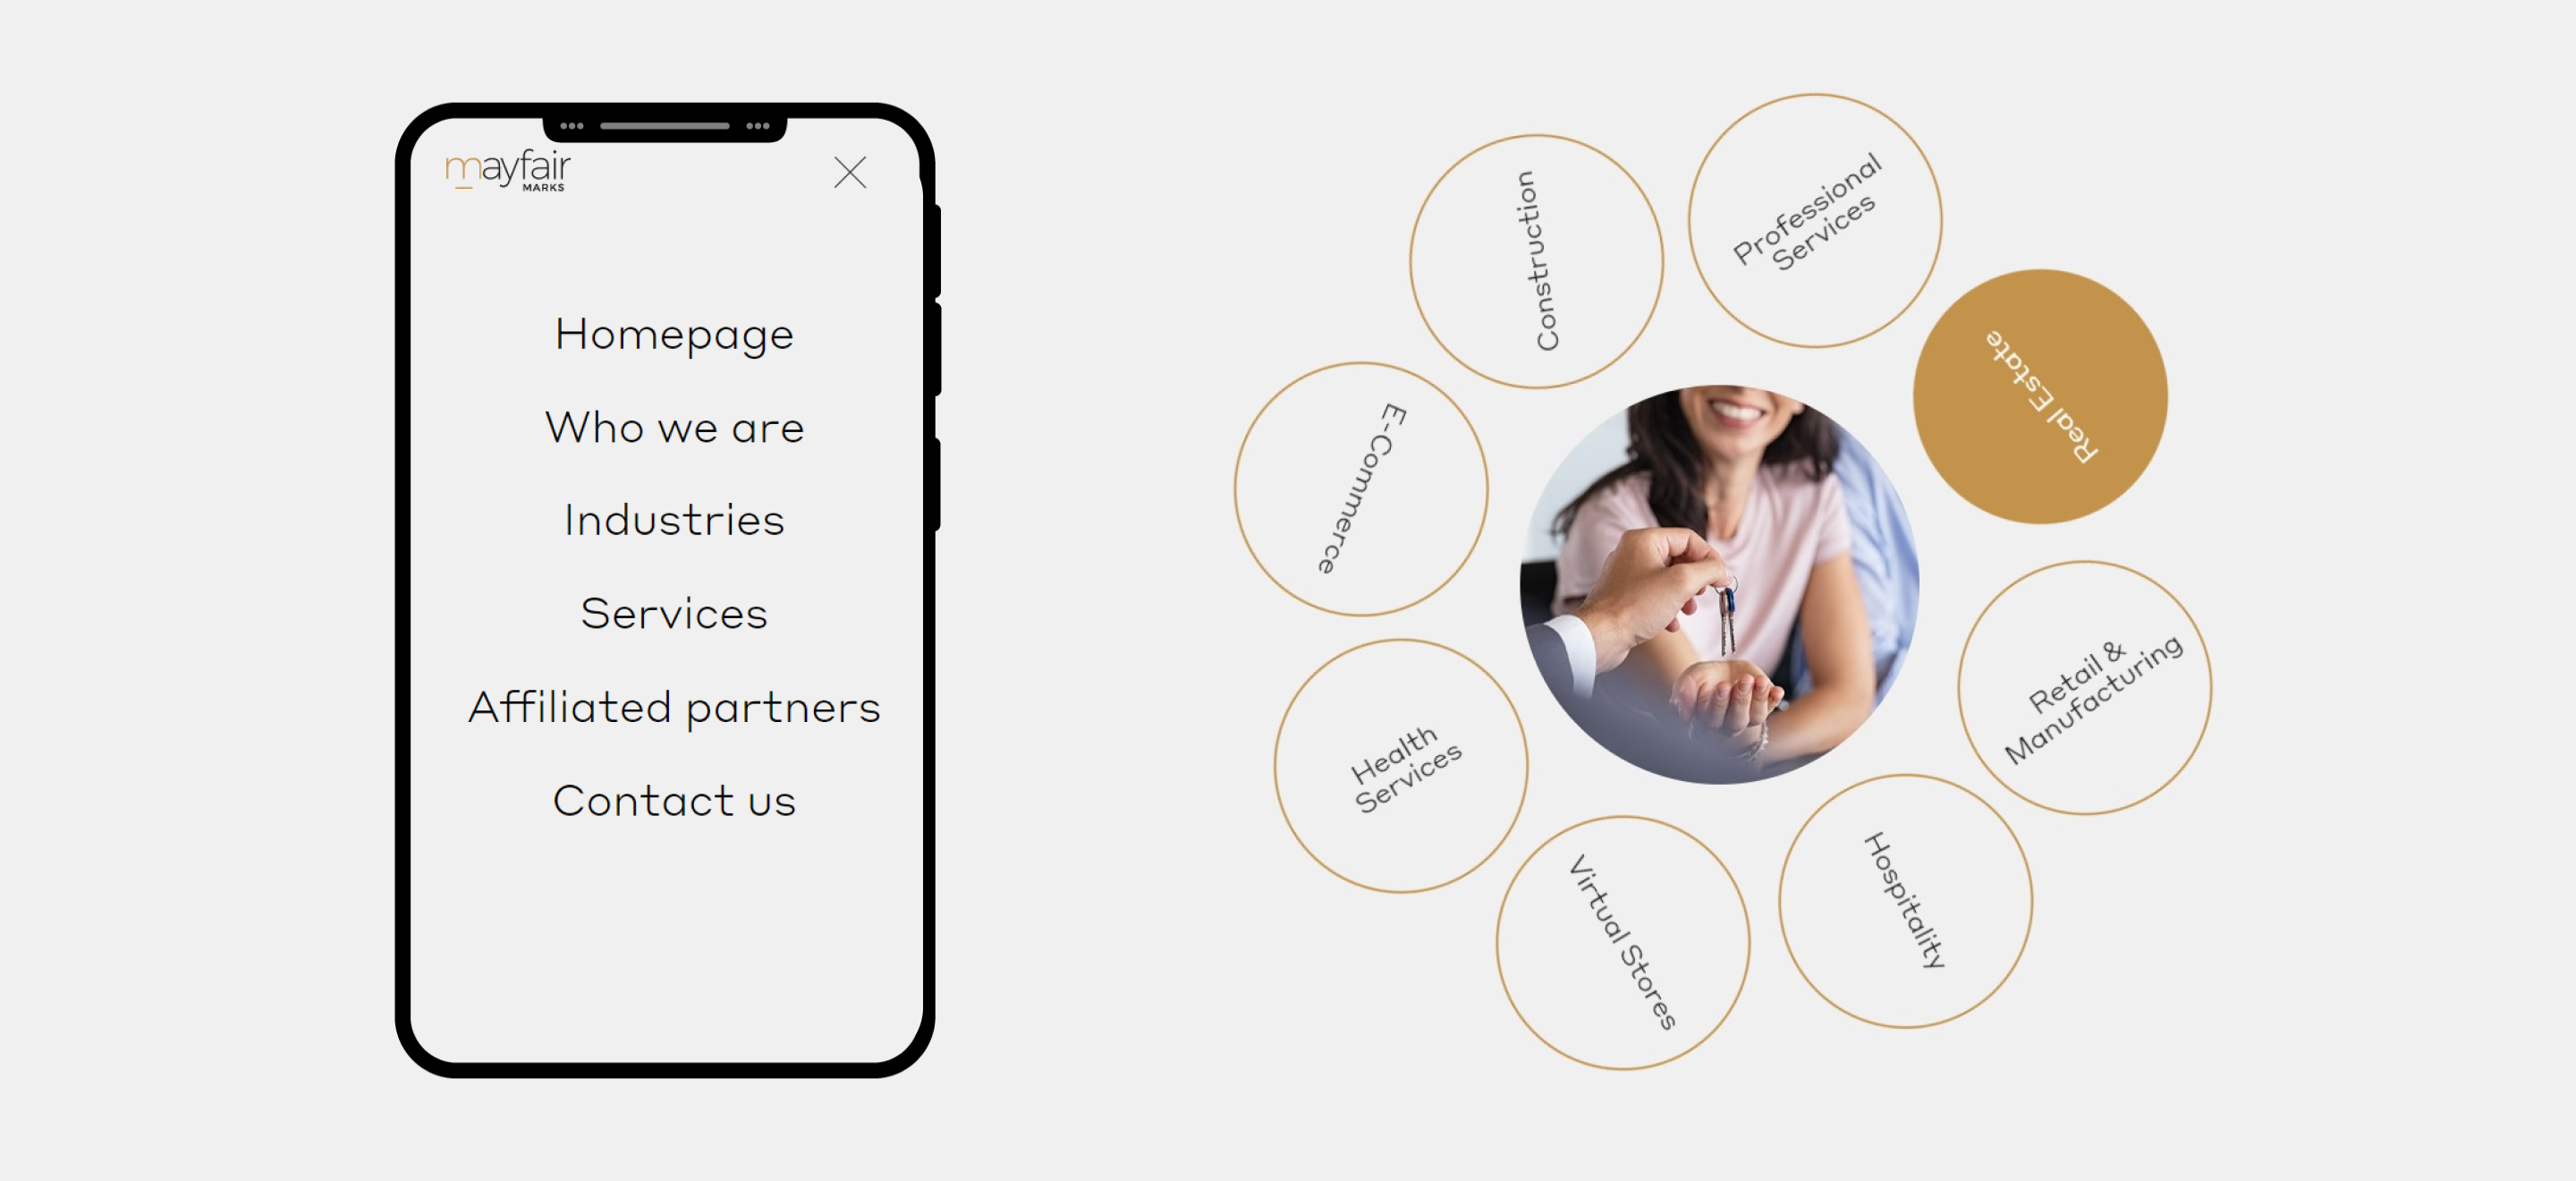 mayfair
MARKS
Homepage
Who we are
Industries
Services
Affiliated partners
Contact us
Construction
Professional
Services
Real Estate
Retail &
Manufacturing
Hospitality
Virtual Stores
Health
Services
E-Commerce